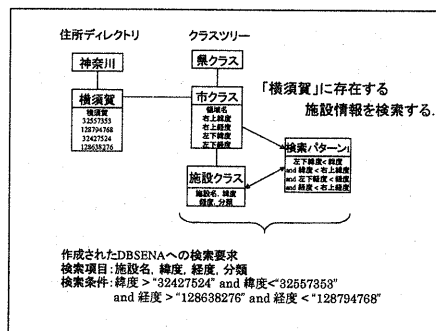 住所ディレクトリ
クラスツリー
神奈川
県クラス
横須賀
横須賀
32557353
128794768
32427524
128638276
市クラス
領域名
右上緯度
右上経度
左下緯度
左下経度
「横須賀」に存在する
施設情報を検索する.
検索パターン1
左下緯度<緯度
and 緯度<右上緯度
and 左下経度<経度
and 経度<右上経度
施設クラス
施設名, 緯度
経度, 分類
作成されたDBSENAへの検索要求
検索項目:施設名, 緯度, 経度, 分類
検索条件:緯度 > "32427524" and 緯度<"32557353"
and 経度 > "128638276" and 経度 < "128794768"